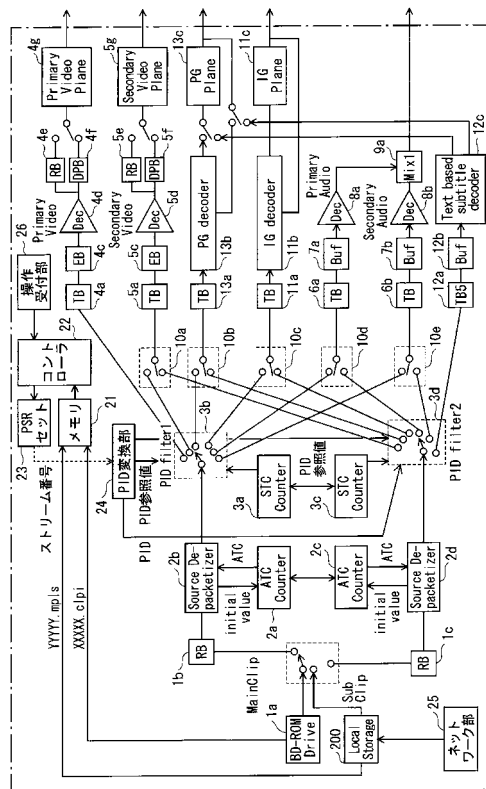 4g
Primary
Video
Plane
5g
Secondary
Video
Plane
13c
PG
Plane
11c
IG
Plane
4e
RB
DPB
4f
5e
RB
DPB
5f
Primary
Video
Dec
4d
Secondary
Video
Dec
5d
EB
4c
EB
5c
TB
4a
TB
5a
PG decoder
13b
TB
13a
IG decoder
11b
TB
11a
Primary
Audio
Dec
8a
Buf
7a
TB
6a
Secondary
Audio
Dec
8b
Buf
7b
TB
6b
9a
Mix1
12c
Text based
subtitle
decoder
Buf
12b
TB5
12a
26
操作
受付部
22
コント
ローラ
PSR
セット
23
メモリ
21
ストリーム番号
24
PID変換部
PID
PID参照値
PID filter1
3b
10a
10b
10c
10d
10e
3d
PID filter2
PID
参照値
3a
STC
Counter
3c
STC
Counter
2b
Source De-
packetizer
ATC
initial
value
2a
ATC
Counter
2c
ATC
Counter
ATC
initial
value
Source De-
packetizer
2d
RB
1b
RB
1c
MainClip
Sub
Clip
1a
BD-ROM
Drive
200
Local
Storage
25
ネット
ワーク部
YYYYY.mpls
XXXXX.clpi